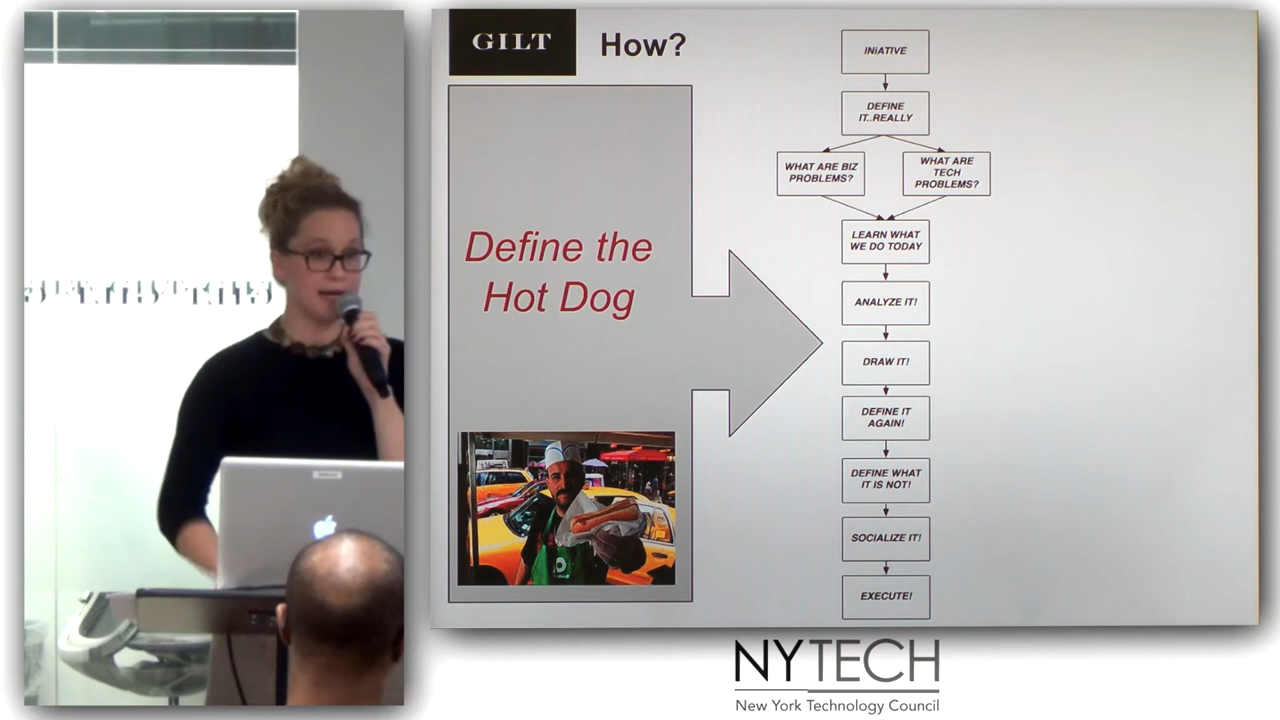 GILT
How?
Define the
Hot Dog
INiATIVE
DEFINE
IT..REALLY
WHAT ARE BIZ
PROBLEMS?
WHAT ARE
TECH
PROBLEMS?
LEARN WHAT
WE DO TODAY
ANALYZE IT!
DRAW IT!
DEFINE IT
AGAIN!
DEFINE WHAT
IT IS NOT!
SOCIALIZE IT!
EXECUTE!
NYTECH
New York Technology Council